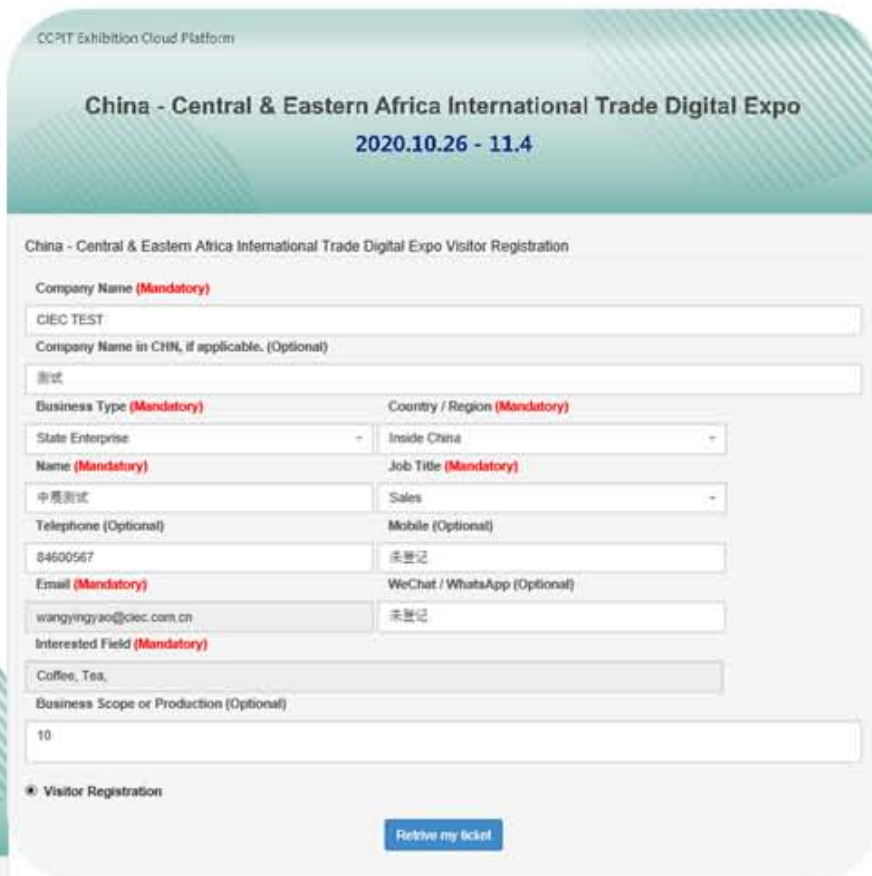 CCPIT Exhibition Cloud Platform
China - Central & Eastern Africa International Trade Digital Expo
2020.10.26 - 11.4
China - Central & Eastern Africa International Trade Digital Expo Visitor Registration
Company Name (Mandatory)
CIEC TEST
Company Name in CHN, if applicable. (Optional)
测试
Business Type (Mandatory) Country / Region (Mandatory)
State Enterprise Inside China
Name (Mandatory) Job Title (Mandatory)
中展测试 Sales
Telephone (Optional) Mobile (Optional)
84600567 未登记
Email (Mandatory) WeChat / WhatsApp (Optional)
wangyingyao@ciec.com.cn 未登记
Interested Field (Mandatory)
Coffee, Tea,
Business Scope or Production (Optional)
10
Visitor Registration
Retrive my ticket